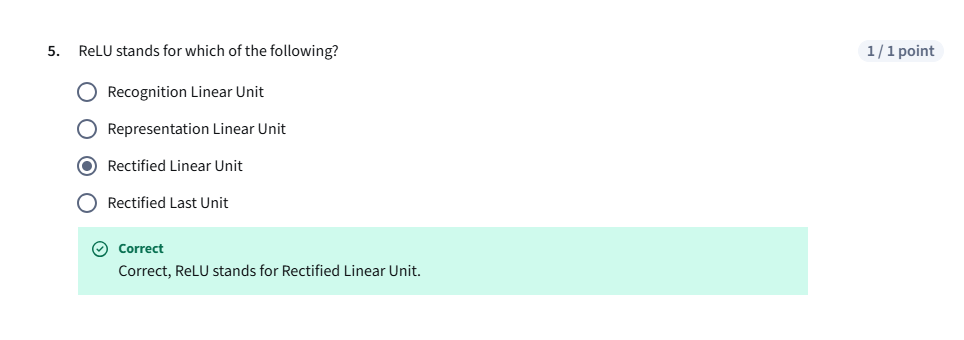 5. ReLU stands for which of the following? 1 / 1 point
Recognition Linear Unit
Representation Linear Unit
Rectified Linear Unit
Rectified Last Unit
Correct
Correct, ReLU stands for Rectified Linear Unit.